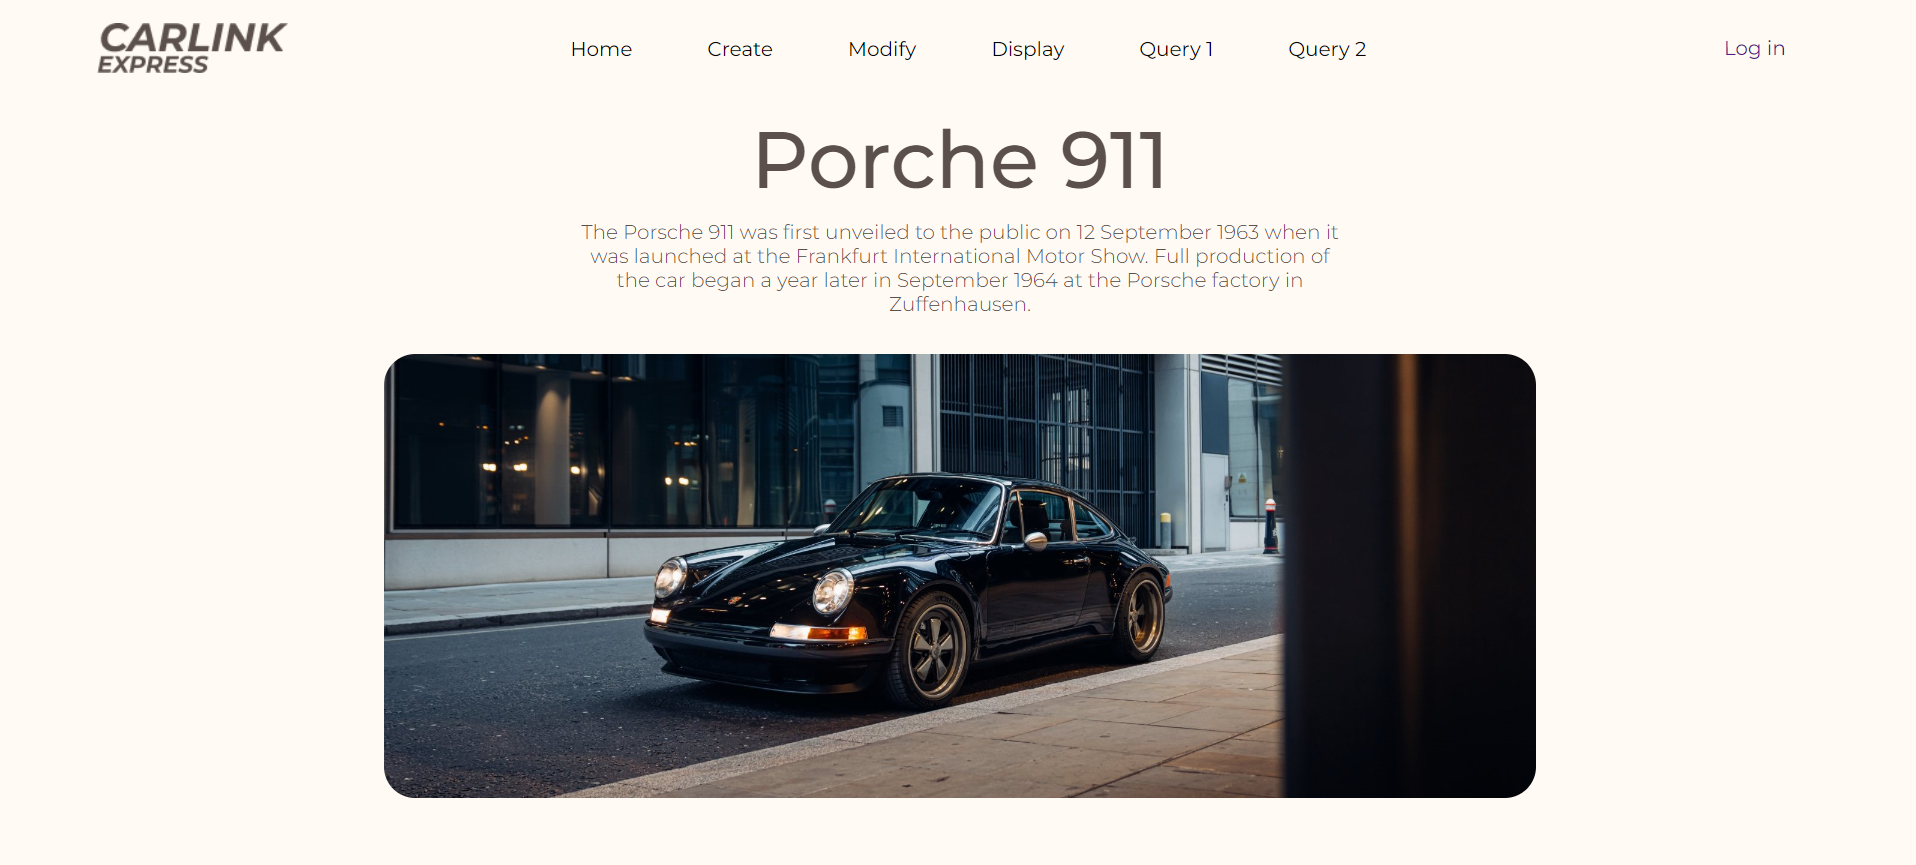 CARLINK
EXPRESS
Home
Create
Modify
Display
Query 1
Query 2
Log in
Porche 911
The Porsche 911 was first unveiled to the public on 12 September 1963 when it
was launched at the Frankfurt International Motor Show. Full production of
the car began a year later in September 1964 at the Porsche factory in
Zuffenhausen.